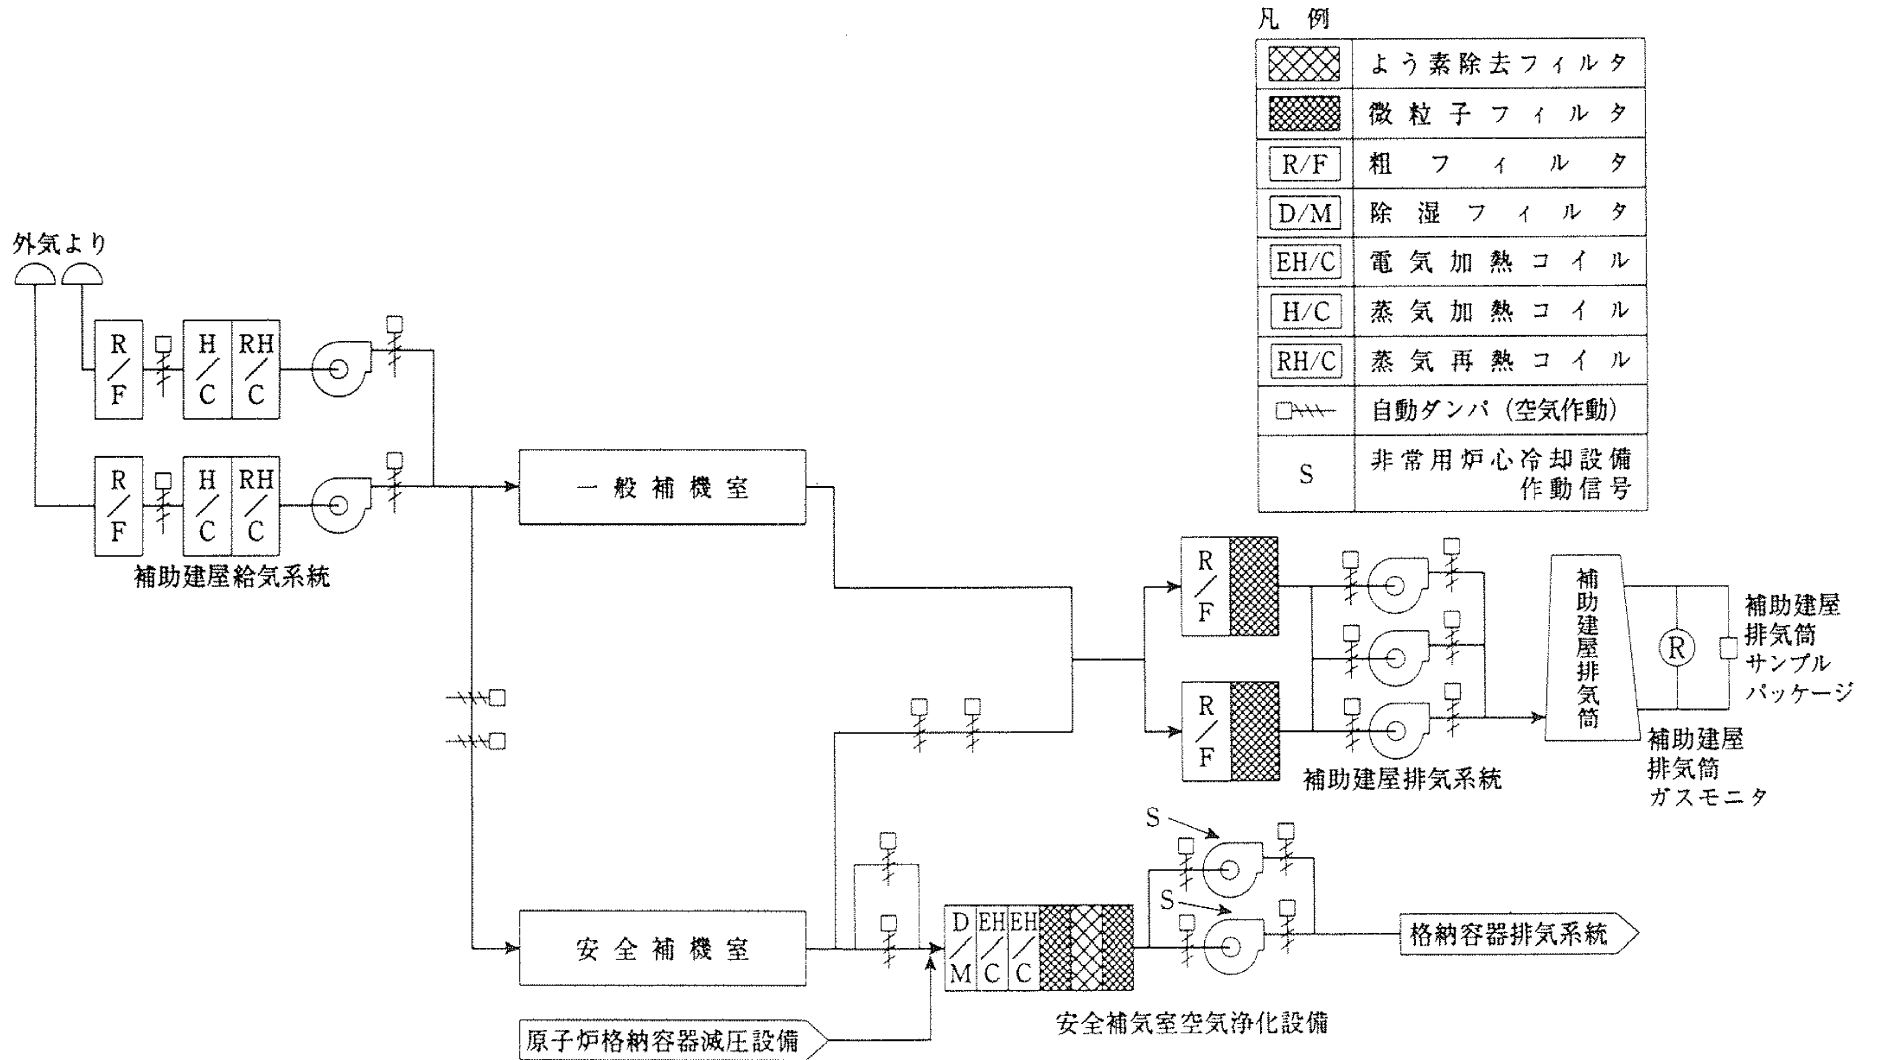 凡例
よう素除去フィルタ
微粒子フィルタ
R/F 粗フィルタ
D/M 除湿フィルタ
EH/C 電気加熱コイル
H/C 蒸気加熱コイル
RH/C 蒸気再熱コイル
自動ダンパ（空気作動）
S 非常用炉心冷却設備
作動信号
外気より
R/F H/C RH/C
R/F H/C RH/C
補助建屋給気系統
一般補機室
R/F
R/F
補助建屋排気系統
補助建屋排気筒
R
補助建屋
排気筒
サンプル
パッケージ
補助建屋
排気筒
ガスモニタ
安全補機室
D/M EH/C EH/C
S
S
格納容器排気系統
安全補気室空気浄化設備
原子炉格納容器減圧設備